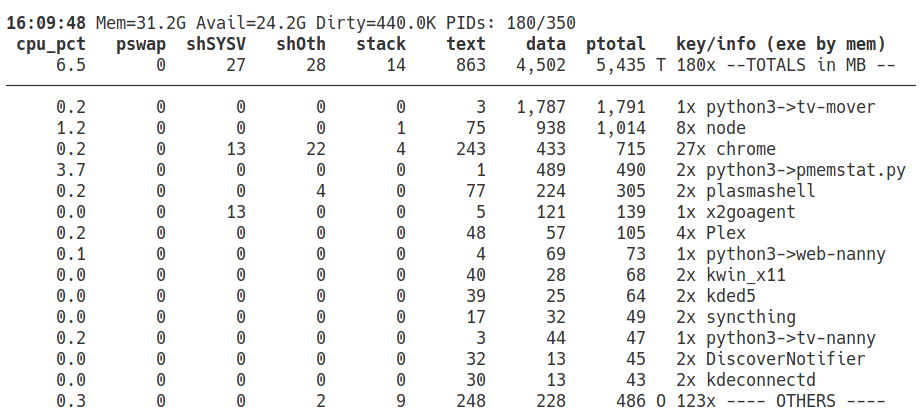 16:09:48 Mem=31.2G Avail=24.2G Dirty=440.0K PIDs: 180/350
cpu_pct pswap shSYSV shOth stack text data ptotal key/info (exe by mem)
6.5 0 27 28 14 863 4,502 5,435 T 180x --TOTALS in MB --
0.2 0 0 0 0 3 1,787 1,791 1x python3->tv-mover
1.2 0 0 0 1 75 938 1,014 8x node
0.2 0 13 22 4 243 433 715 27x chrome
3.7 0 0 0 0 1 489 490 2x python3->pmemstat.py
0.2 0 0 4 0 77 224 305 2x plasmashell
0.0 0 13 0 0 5 121 139 1x x2goagent
0.2 0 0 0 0 48 57 105 4x Plex
0.1 0 0 0 0 4 69 73 1x python3->web-nanny
0.0 0 0 0 0 40 28 68 2x kwin_x11
0.0 0 0 0 0 39 25 64 2x kded5
0.0 0 0 0 0 17 32 49 2x syncthing
0.2 0 0 0 0 3 44 47 1x python3->tv-nanny
0.0 0 0 0 0 32 13 45 2x DiscoverNotifier
0.0 0 0 0 0 30 13 43 2x kdeconnectd
0.3 0 0 2 9 248 228 486 O 123x ---- OTHERS ----